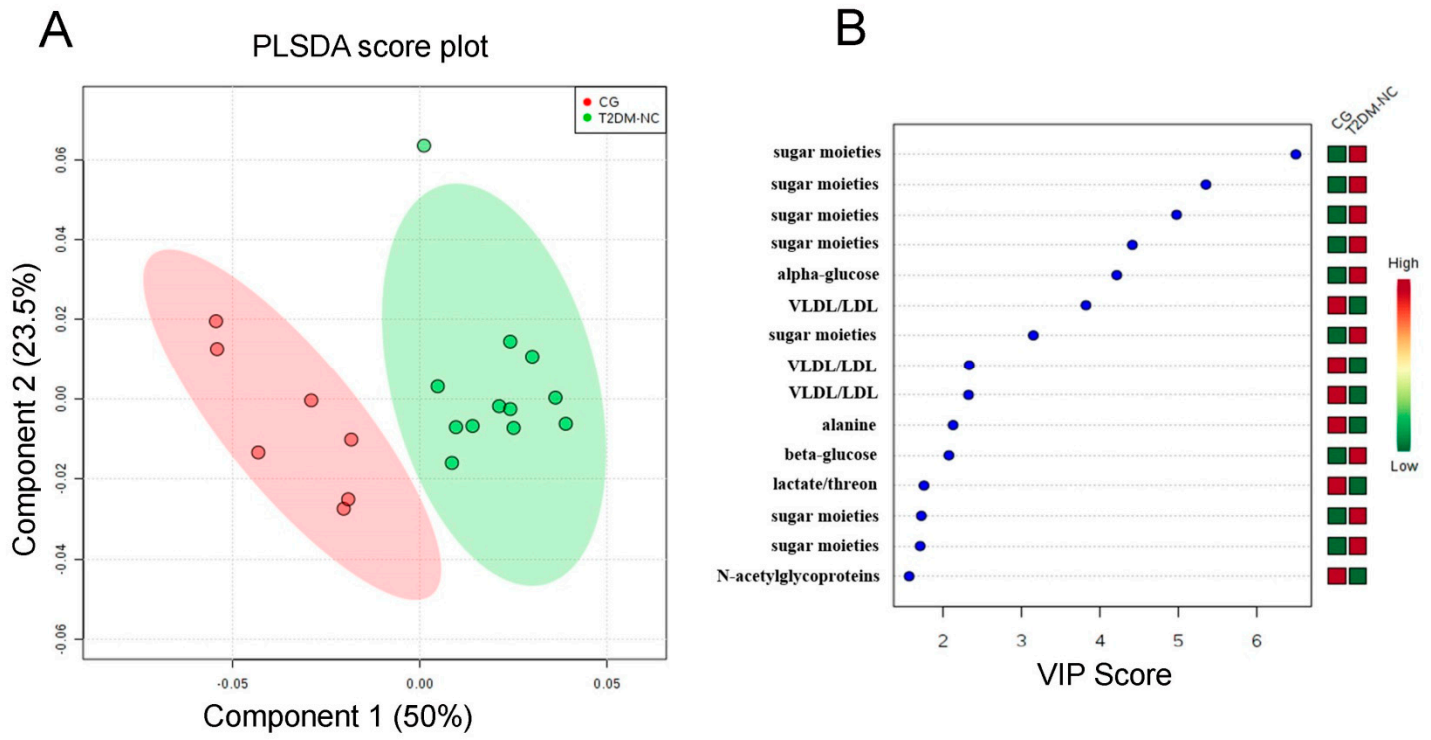 A
PLSDA score plot
CG
T2DM-NC
0.06
0.04
0.02
0.00
-0.02
-0.04
-0.06
Component 2 (23.5%)
-0.05
0.00
0.05
Component 1 (50%)
B
CG
T2DM-NC
sugar moieties
sugar moieties
sugar moieties
sugar moieties
alpha-glucose
VLDL/LDL
sugar moieties
VLDL/LDL
VLDL/LDL
alanine
beta-glucose
lactate/threon
sugar moieties
sugar moieties
N-acetylglycoproteins
High
Low
2
3
4
5
6
VIP Score